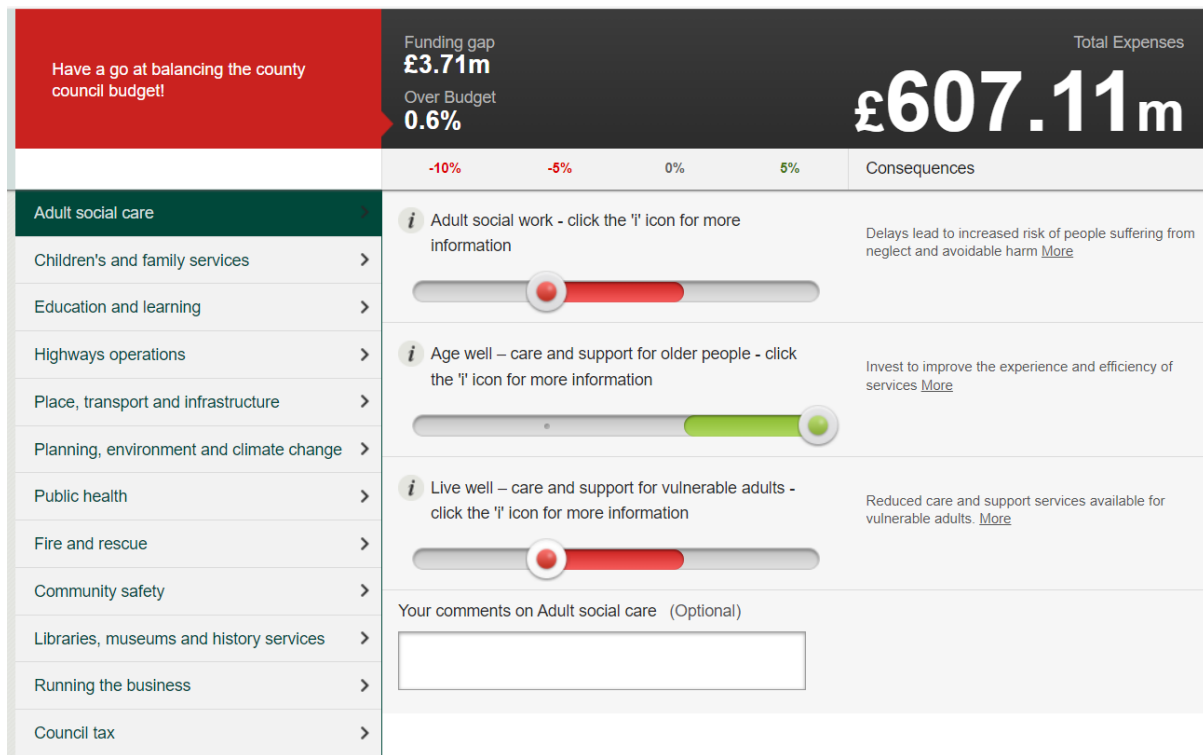 Have a go at balancing the county
council budget!
Funding gap
£3.71m
Over Budget
0.6%
Total Expenses
£607.11m
-10%
-5%
0%
5%
Consequences
Adult social care
Children's and family services
Education and learning
Highways operations
Place, transport and infrastructure
Planning, environment and climate change
Public health
Fire and rescue
Community safety
Libraries, museums and history services
Running the business
Council tax
i Adult social work - click the 'i' icon for more
information
Delays lead to increased risk of people suffering from
neglect and avoidable harm More
i Age well – care and support for older people - click
the 'i' icon for more information
Invest to improve the experience and efficiency of
services More
i Live well – care and support for vulnerable adults -
click the 'i' icon for more information
Reduced care and support services available for
vulnerable adults. More
Your comments on Adult social care (Optional)